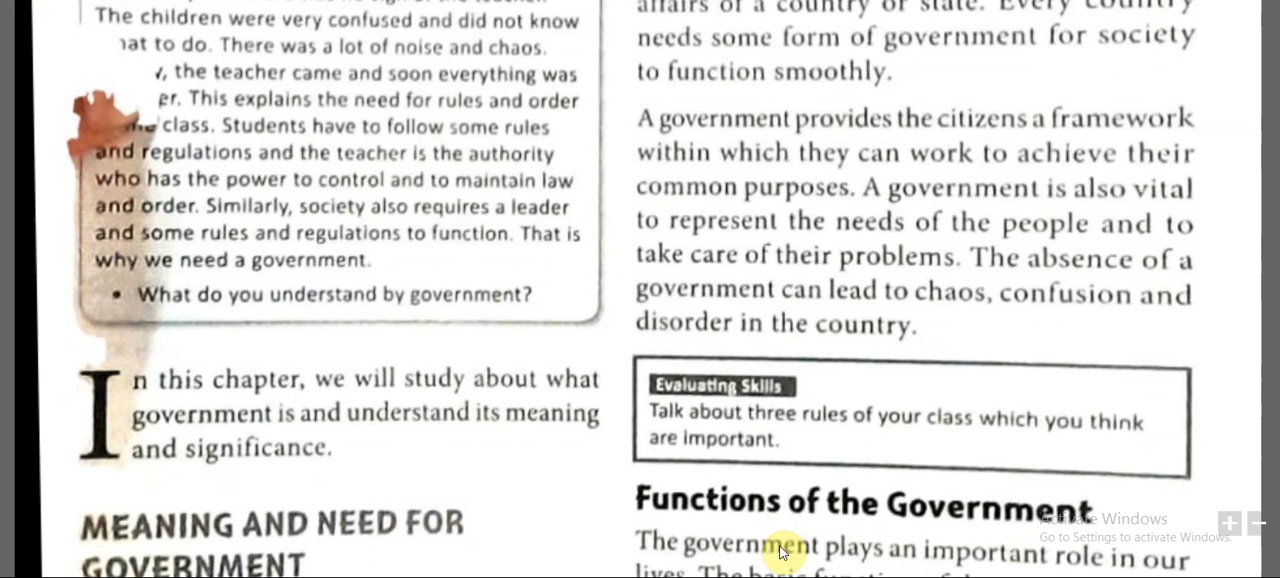 The children were very confused and did not know
to do. There was a lot of noise and chaos.
the teacher came and soon everything was
This explains the need for rules and order
class. Students have to follow some rules
and regulations and the teacher is the authority
who has the power to control and to maintain law
and order. Similarly, society also requires a leader
and some rules and regulations to function. That is
why we need a government.
• What do you understand by government?
In this chapter, we will study about what
government is and understand its meaning
and significance.
MEANING AND NEED FOR
GOVERNMENT
affairs of a country or state. Every country
needs some form of government for society
to function smoothly.
A government provides the citizens a framework
within which they can work to achieve their
common purposes. A government is also vital
to represent the needs of the people and to
take care of their problems. The absence of a
government can lead to chaos, confusion and
disorder in the country.
Evaluating Skills
Talk about three rules of your class which you think
are important.
Functions of the Government
The government plays an important role in our
lives. The
Activate Windows
Go to Settings to activate Windows.